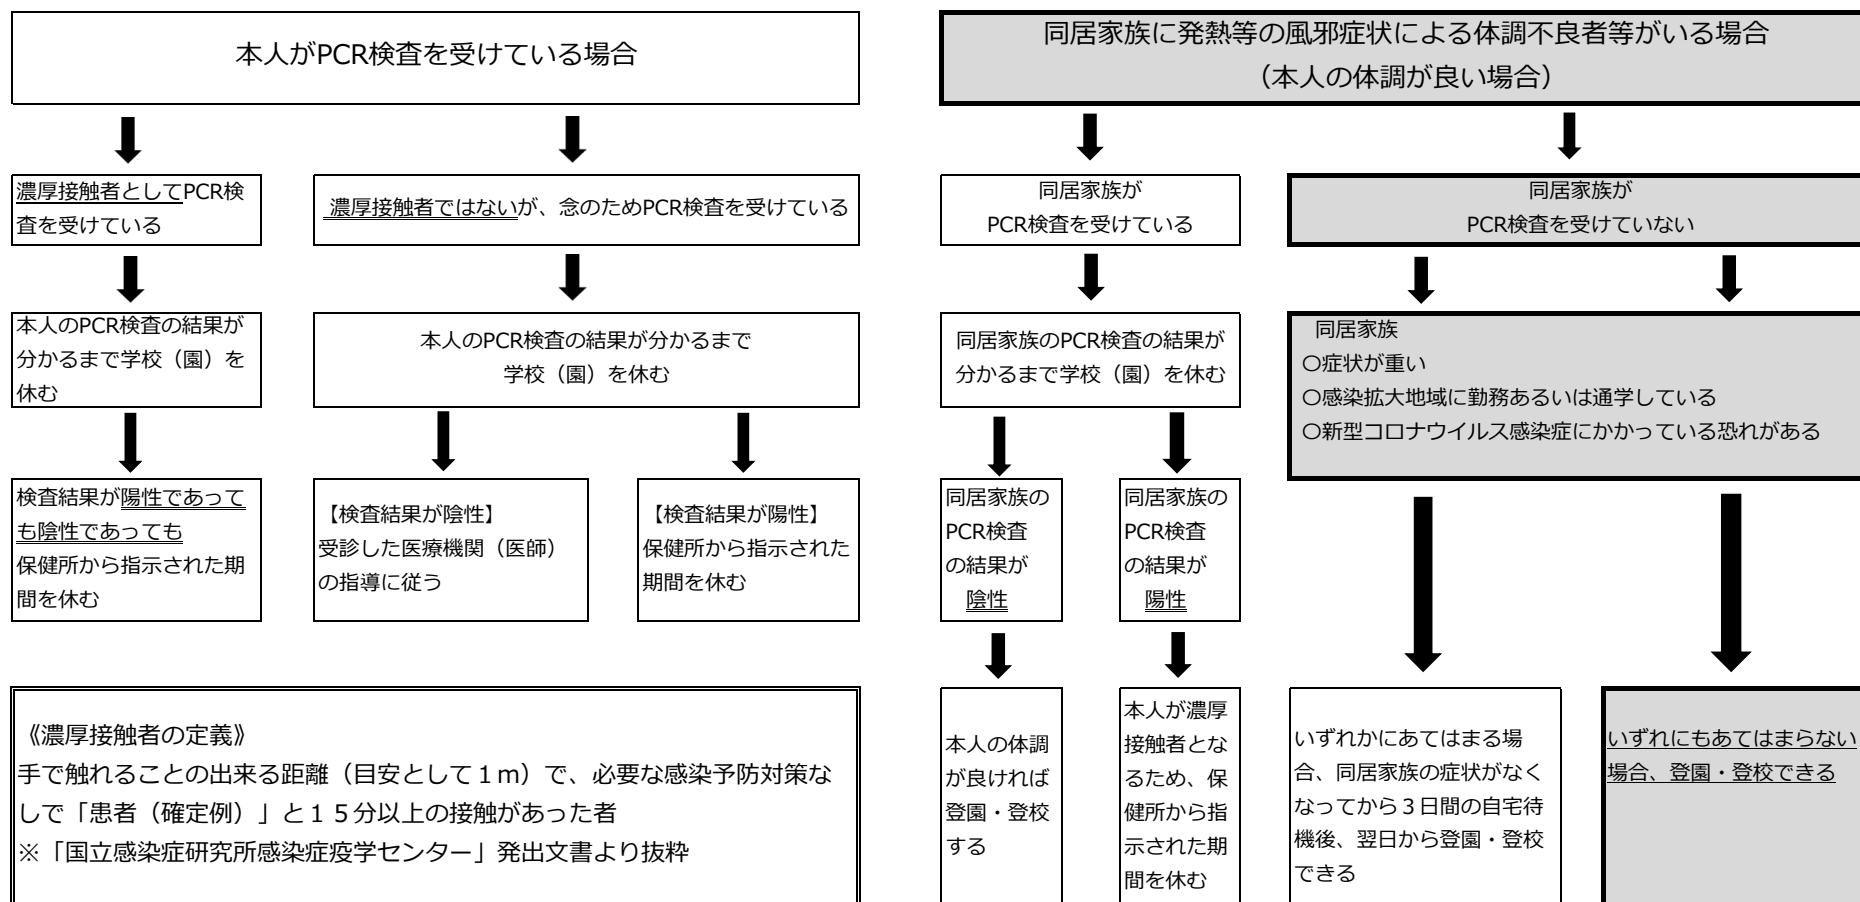 本人がPCR検査を受けている場合
濃厚接触者としてPCR検
査を受けている
濃厚接触者ではないが、念のためPCR検査を受けている
本人のPCR検査の結果が
分かるまで学校（園）を
休む
本人のPCR検査の結果が分かるまで
学校（園）を休む
検査結果が陽性であって
も陰性であっても
保健所から指示された期
間を休む
【検査結果が陰性】
受診した医療機関（医師）
の指導に従う
【検査結果が陽性】
保健所から指示された
期間を休む
《濃厚接触者の定義》
手で触れることの出来る距離（目安として１ｍ）で、必要な感染予防対策な
しで「患者（確定例）」と１５分以上の接触があった者
※「国立感染症研究所感染症疫学センター」発出文書より抜粋
同居家族に発熱等の風邪症状による体調不良者等がいる場合
（本人の体調が良い場合）
同居家族が
PCR検査を受けている
同居家族が
PCR検査を受けていない
同居家族のPCR検査の結果が
分かるまで学校（園）を休む
同居家族
〇症状が重い
〇感染拡大地域に勤務あるいは通学している
〇新型コロナウイルス感染症にかかっている恐れがある
同居家族の
PCR検査
の結果が
陰性
同居家族の
PCR検査
の結果が
陽性
本人の体調
が良ければ
登園・登校
する
本人が濃厚
接触者とな
るため、保
健所から指
示された期
間を休む
いずれかにあてはまる場
合、同居家族の症状がなく
なってから３日間の自宅待
機後、翌日から登園・登校
できる
いずれにもあてはまらない
場合、登園・登校できる